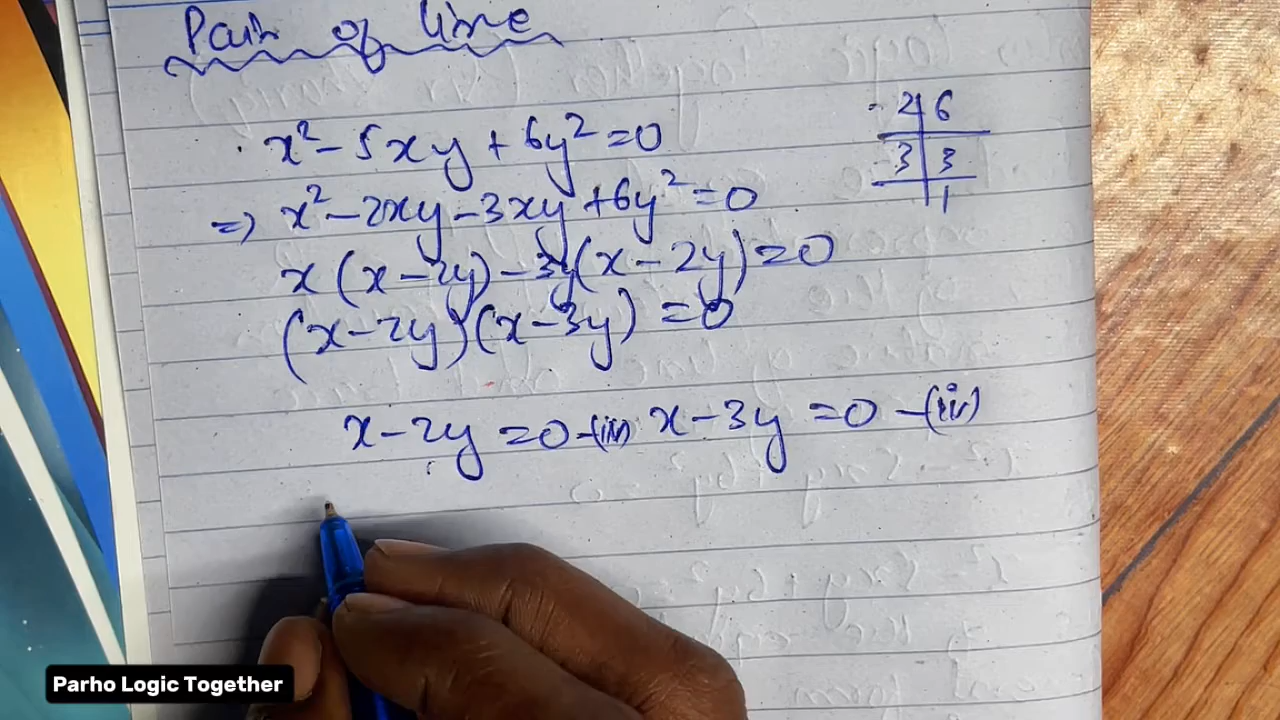 Pair of line
x² - 5xy + 6y² = 0
=> x² - 2xy - 3xy + 6y² = 0
x(x - 2y) - 3y(x - 2y) = 0
(x - 2y)(x - 3y) = 0
x - 2y = 0 -(iii) x - 3y = 0 -(iv)
2 | 6
3 | 3
1
Parho Logic Together